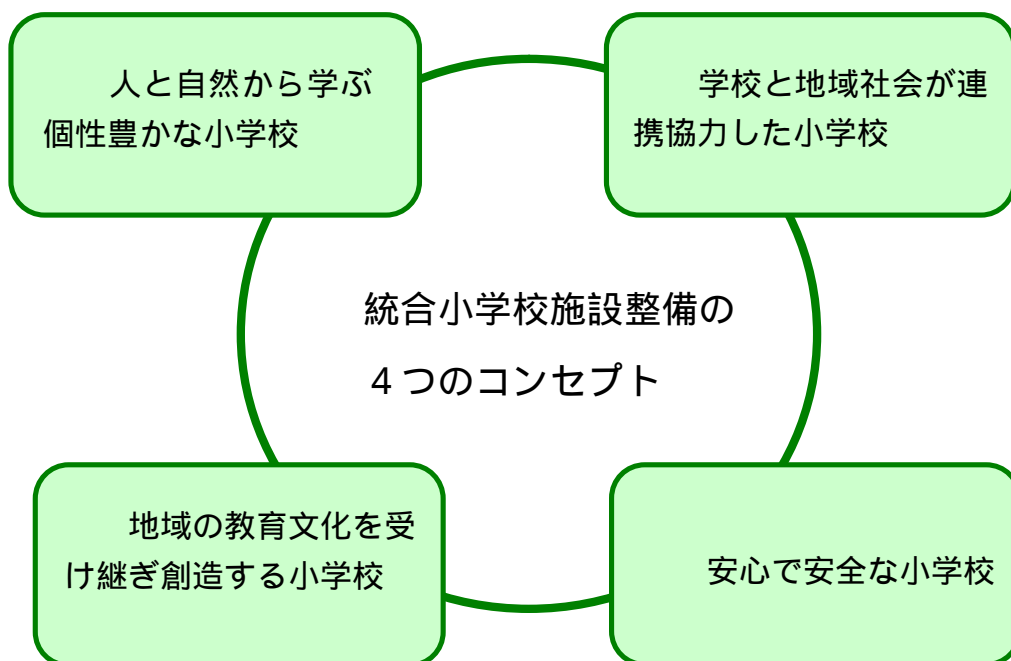 人と自然から学ぶ
個性豊かな小学校
学校と地域社会が連
携協力した小学校
統合小学校施設整備の
４つのコンセプト
地域の教育文化を受
け継ぎ創造する小学校
安心で安全な小学校